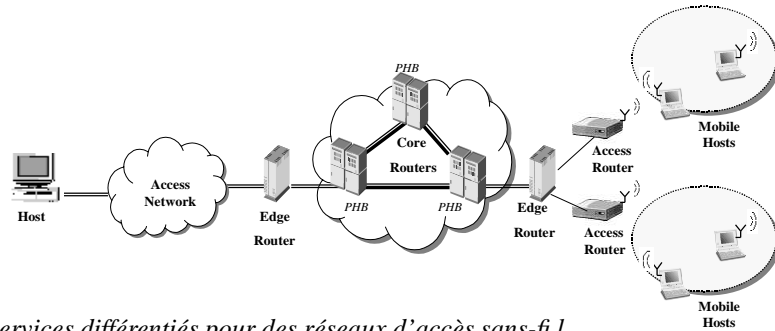 PHB
Core
Routers
PHB
PHB
Host
Access
Network
Edge
Router
Edge
Router
Access
Router
Access
Router
Mobile
Hosts
Mobile
Hosts
ervices différentiés pour des réseaux d'accès sans-fil